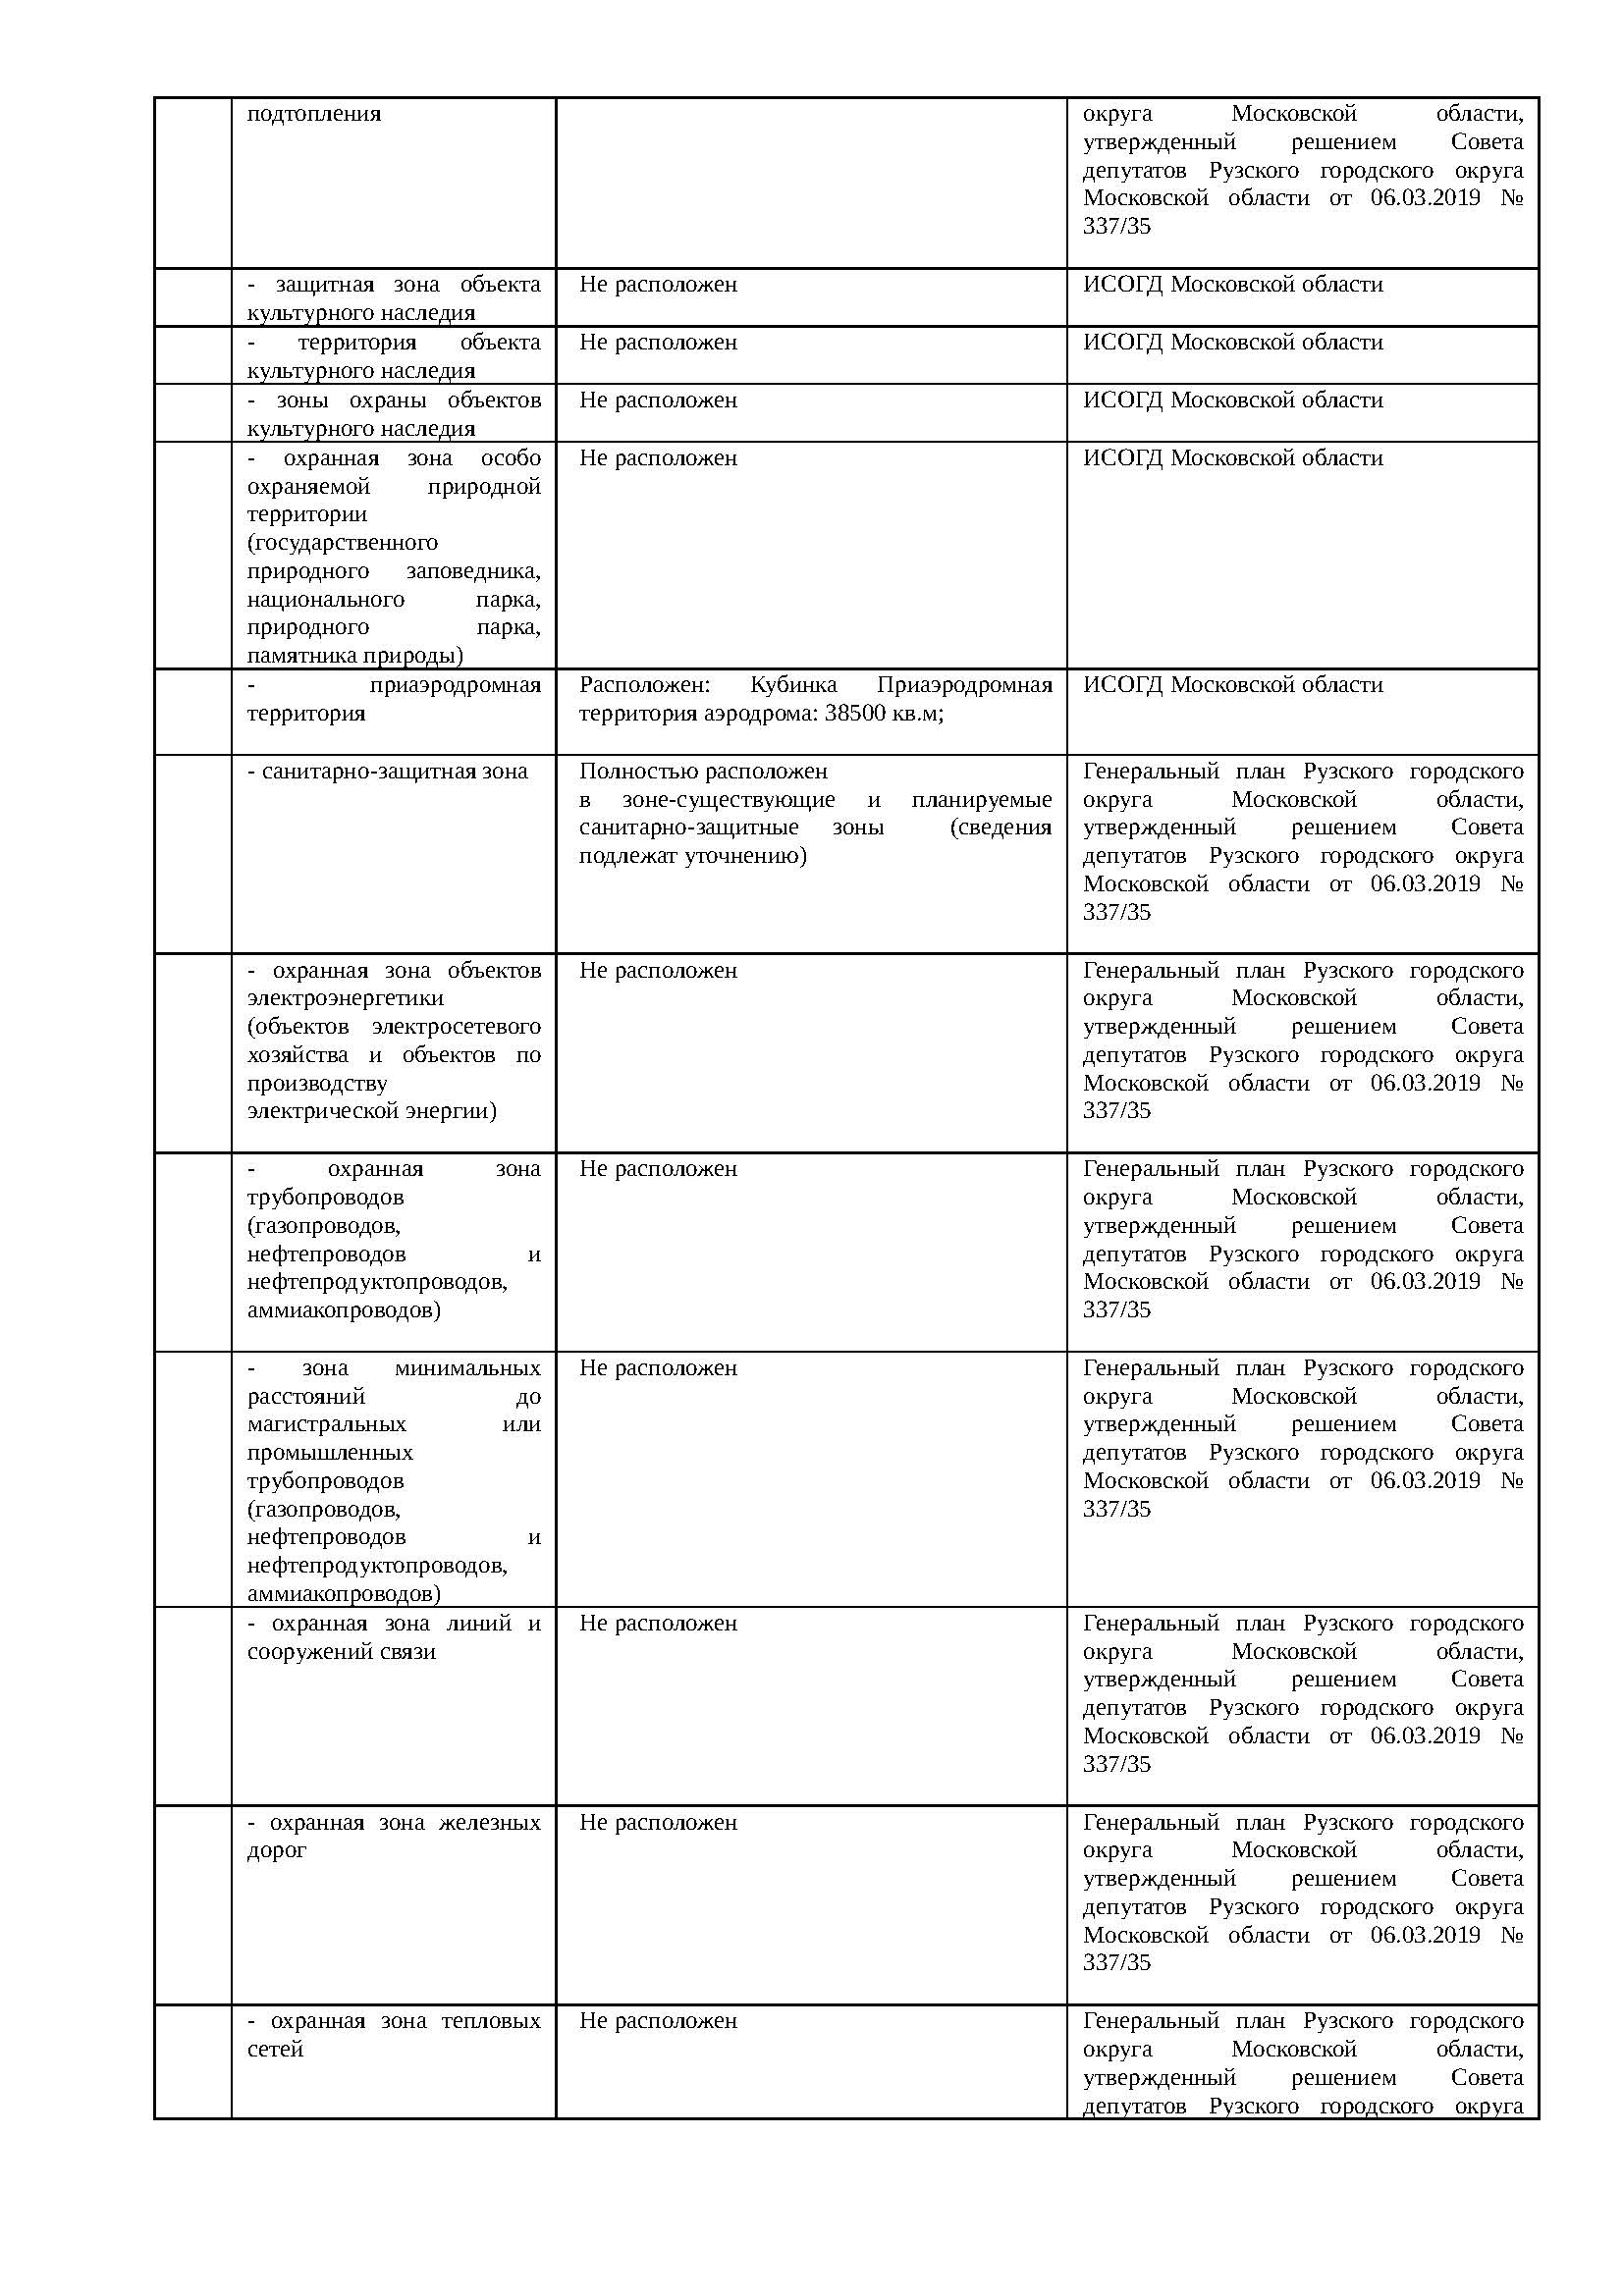 подтопления
округа Московской области,
утвержденный решением Совета
депутатов Рузского городского округа
Московской области от 06.03.2019 №
337/35
- защитная зона объекта
культурного наследия
Не расположен
ИСОГД Московской области
- территория объекта
культурного наследия
Не расположен
ИСОГД Московской области
- зоны охраны объектов
культурного наследия
Не расположен
ИСОГД Московской области
- охранная зона особо
охраняемой природной
территории
(государственного
природного заповедника,
национального парка,
природного парка,
памятника природы)
Не расположен
ИСОГД Московской области
- приаэродромная
территория
Расположен: Кубинка Приаэродромная
территория аэродрома: 38500 кв.м;
ИСОГД Московской области
- санитарно-защитная зона
Полностью расположен
в зоне-существующие и планируемые
санитарно-защитные зоны (сведения
подлежат уточнению)
Генеральный план Рузского городского
округа Московской области,
утвержденный решением Совета
депутатов Рузского городского округа
Московской области от 06.03.2019 №
337/35
- охранная зона объектов
электроэнергетики
(объектов электросетевого
хозяйства и объектов по
производству
электрической энергии)
Не расположен
Генеральный план Рузского городского
округа Московской области,
утвержденный решением Совета
депутатов Рузского городского округа
Московской области от 06.03.2019 №
337/35
- охранная зона
трубопроводов
(газопроводов,
нефтепроводов и
нефтепродуктопроводов,
аммиакопроводов)
Не расположен
Генеральный план Рузского городского
округа Московской области,
утвержденный решением Совета
депутатов Рузского городского округа
Московской области от 06.03.2019 №
337/35
- зона минимальных
расстояний до
магистральных или
промышленных
трубопроводов
(газопроводов,
нефтепроводов и
нефтепродуктопроводов,
аммиакопроводов)
Не расположен
Генеральный план Рузского городского
округа Московской области,
утвержденный решением Совета
депутатов Рузского городского округа
Московской области от 06.03.2019 №
337/35
- охранная зона линий и
сооружений связи
Не расположен
Генеральный план Рузского городского
округа Московской области,
утвержденный решением Совета
депутатов Рузского городского округа
Московской области от 06.03.2019 №
337/35
- охранная зона железных
дорог
Не расположен
Генеральный план Рузского городского
округа Московской области,
утвержденный решением Совета
депутатов Рузского городского округа
Московской области от 06.03.2019 №
337/35
- охранная зона тепловых
сетей
Не расположен
Генеральный план Рузского городского
округа Московской области,
утвержденный решением Совета
депутатов Рузского городского округа